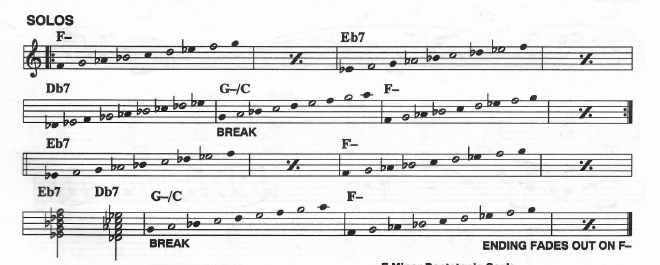 SOLOS
F– Eb7
Db7 G–/C F–
BREAK
Eb7 F–
Eb7 Db7 G–/C F–
BREAK ENDING FADES OUT ON F–